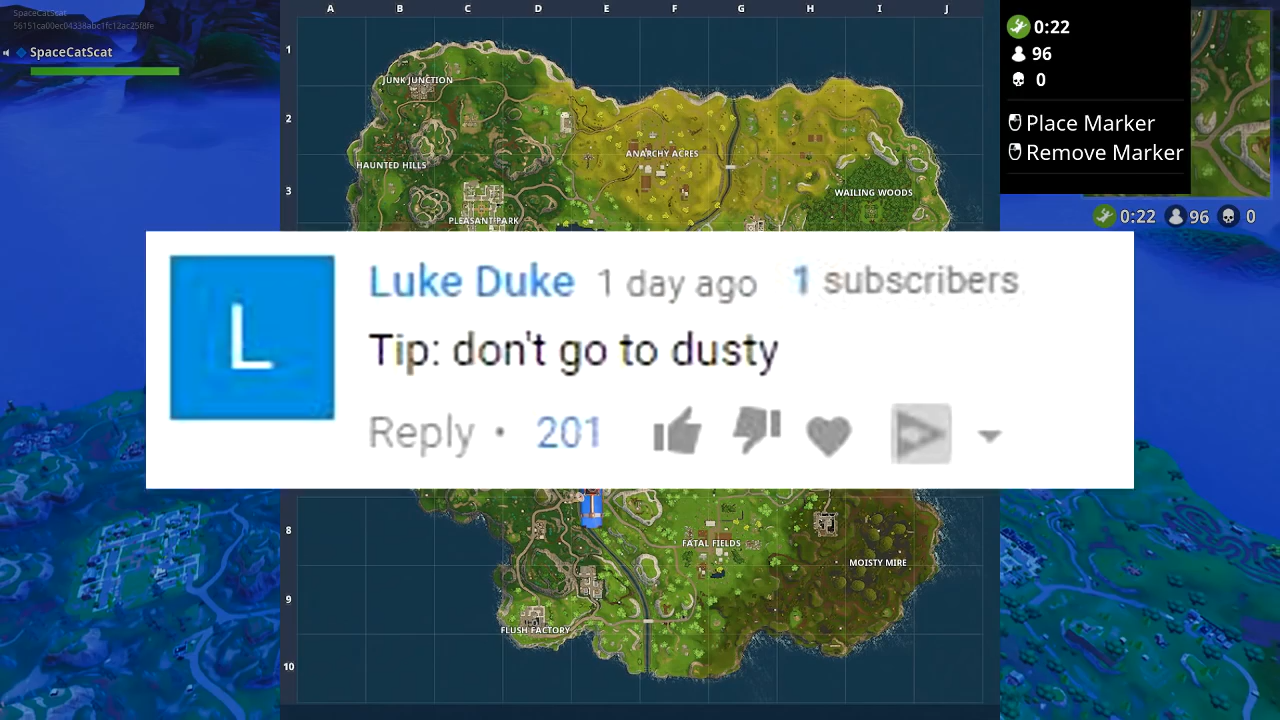 SpaceCatScat
SpaceCatScat
A B C D E F G H I J
1
JUNK JUNCTION
2
ANARCHY ACRES
HAUNTED HILLS
3
WAILING WOODS
PLEASANT PARK
0:22
96
0
Place Marker
Remove Marker
0:22 96 0
Luke Duke 1 day ago 1 subscribers
Tip: don't go to dusty
Reply • 201
8
FATAL FIELDS
MOISTY MIRE
9
FLUSH FACTORY
10